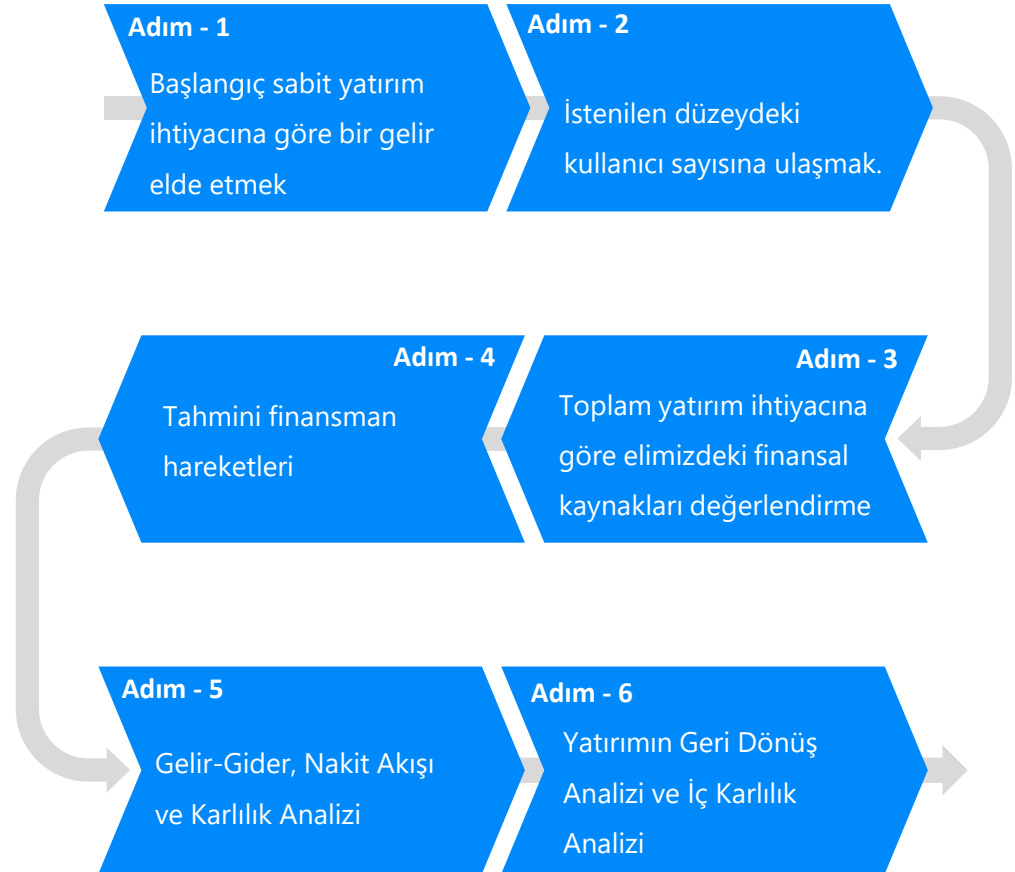 Adım - 1
Başlangıç sabit yatırım
ihtiyacına göre bir gelir
elde etmek
Adım - 2
İstenilen düzeydeki
kullanıcı sayısına ulaşmak.
Adım - 3
Toplam yatırım ihtiyacına
göre elimizdeki finansal
kaynakları değerlendirme
Adım - 4
Tahmini finansman
hareketleri
Adım - 5
Gelir-Gider, Nakit Akışı
ve Karlılık Analizi
Adım - 6
Yatırımın Geri Dönüş
Analizi ve İç Karlılık
Analizi